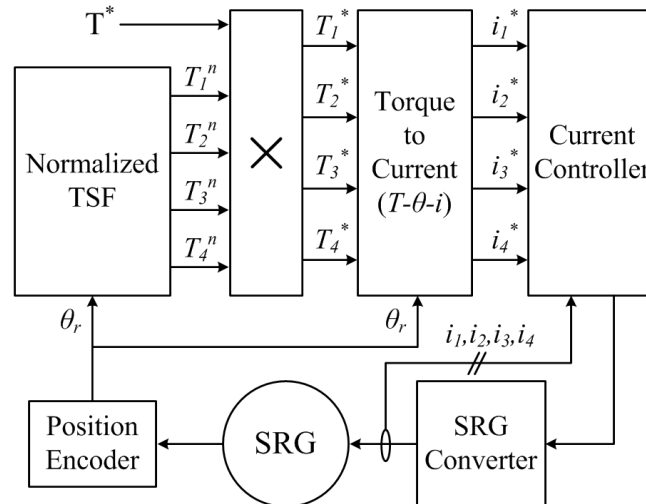 T*
T₁ⁿ
T₂ⁿ
T₃ⁿ
T₄ⁿ
Normalized
TSF
×
T₁*
T₂*
T₃*
T₄*
Torque
to
Current
(T-θ-i)
i₁*
i₂*
i₃*
i₄*
Current
Controller
θᵣ
θᵣ
i₁,i₂,i₃,i₄
Position
Encoder
SRG
SRG
Converter